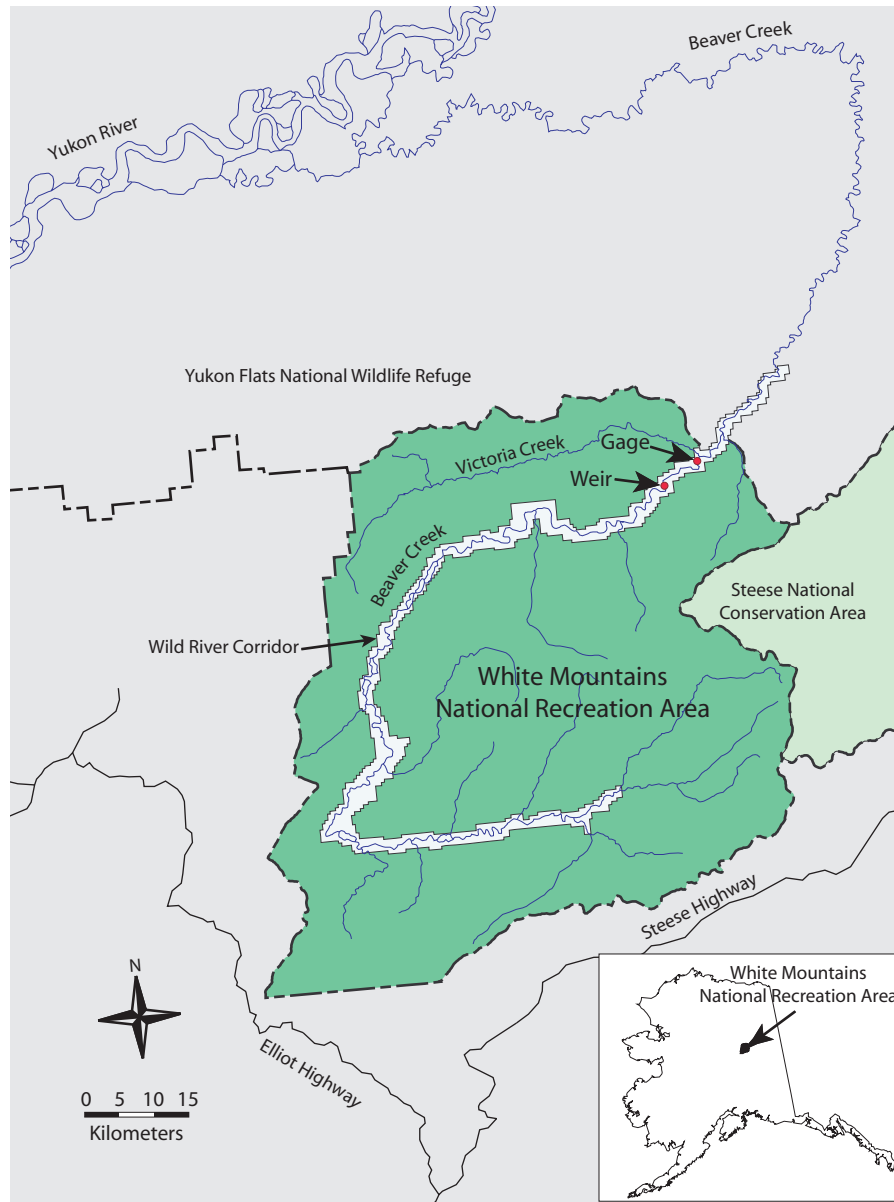 Beaver Creek
Yukon River
Yukon Flats National Wildlife Refuge
Victoria Creek
Gage
Weir
Beaver Creek
Steese National
Conservation Area
Wild River Corridor
White Mountains
National Recreation Area
Steese Highway
Elliot Highway
N
0 5 10 15
Kilometers
White Mountains
National Recreation Area